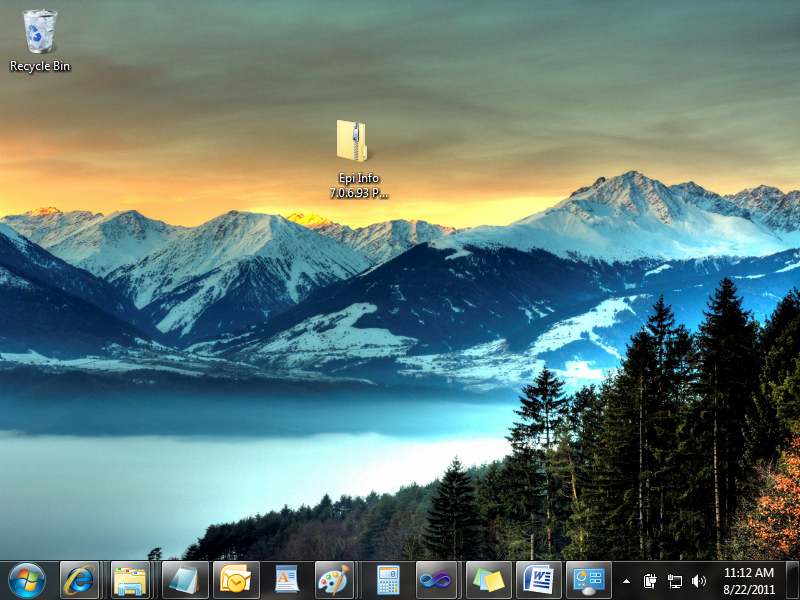 Recycle Bin
Epi Info
7.0.6.93 P...
11:12 AM
8/22/2011